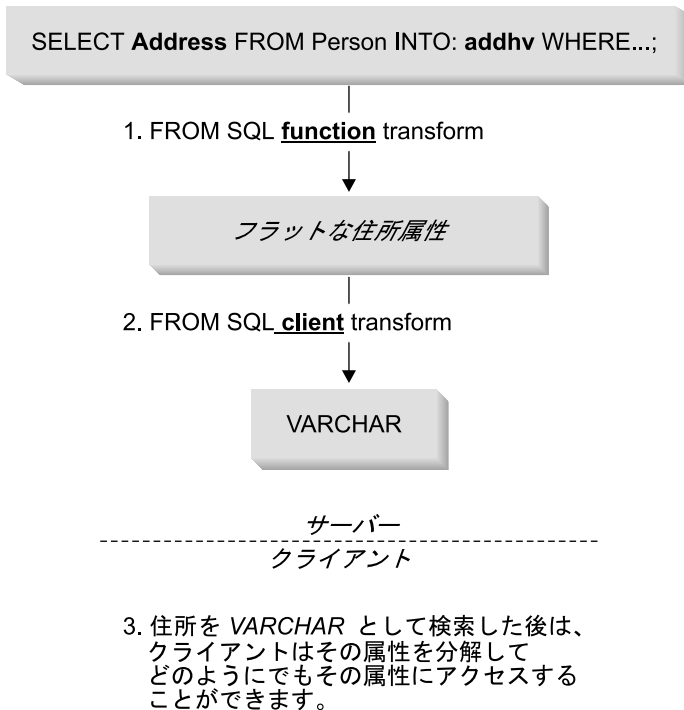 SELECT Address FROM Person INTO: addhv WHERE...;
1. FROM SQL function transform
フラットな住所属性
2. FROM SQL client transform
VARCHAR
サーバー
クライアント
3. 住所を VARCHAR として検索した後は、
クライアントはその属性を分解して
どのようにでもその属性にアクセスする
ことができます。